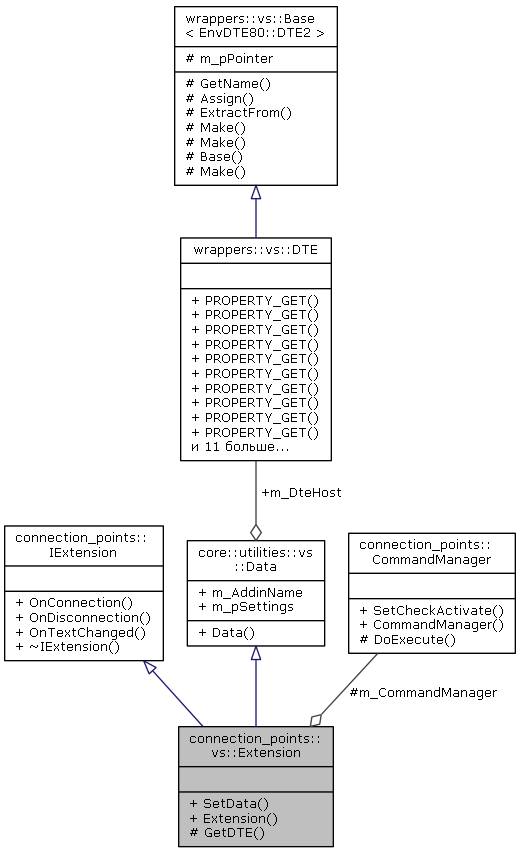 wrappers::vs::Base
< EnvDTE80::DTE2 >
# m_pPointer
# GetName()
# Assign()
# ExtractFrom()
# Make()
# Make()
# Base()
# Make()
wrappers::vs::DTE
+ PROPERTY_GET()
+ PROPERTY_GET()
+ PROPERTY_GET()
+ PROPERTY_GET()
+ PROPERTY_GET()
+ PROPERTY_GET()
+ PROPERTY_GET()
+ PROPERTY_GET()
+ PROPERTY_GET()
+ PROPERTY_GET()
и 11 больше...
+m_DteHost
connection_points::
IExtension
+ OnConnection()
+ OnDisconnection()
+ OnTextChanged()
+ ~IExtension()
core::utilities::vs
::Data
+ m_AddinName
+ m_pSettings
+ Data()
connection_points::
CommandManager
+ SetCheckActivate()
+ CommandManager()
# DoExecute()
#m_CommandManager
connection_points::
vs::Extension
+ SetData()
+ Extension()
# GetDTE()